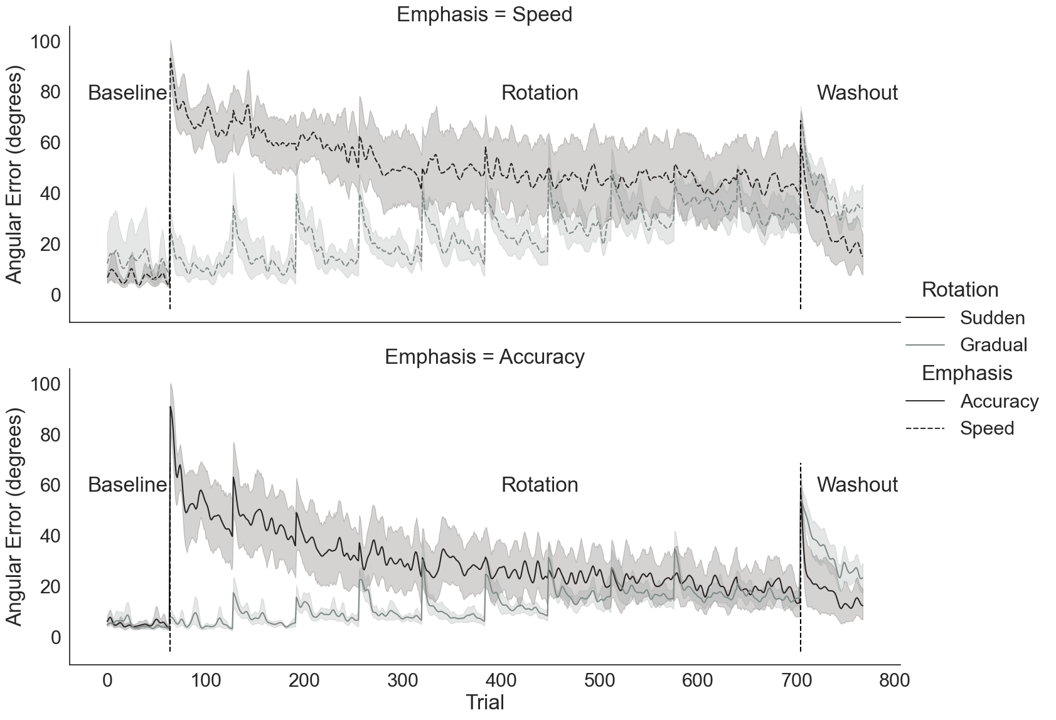 Emphasis = Speed
100
80
60
40
20
0
Angular Error (degrees)
Baseline
Rotation
Washout
Emphasis = Accuracy
100
80
60
40
20
0
Angular Error (degrees)
Baseline
Rotation
Washout
0 100 200 300 400 500 600 700 800
Trial
Rotation
Sudden
Gradual
Emphasis
Accuracy
Speed